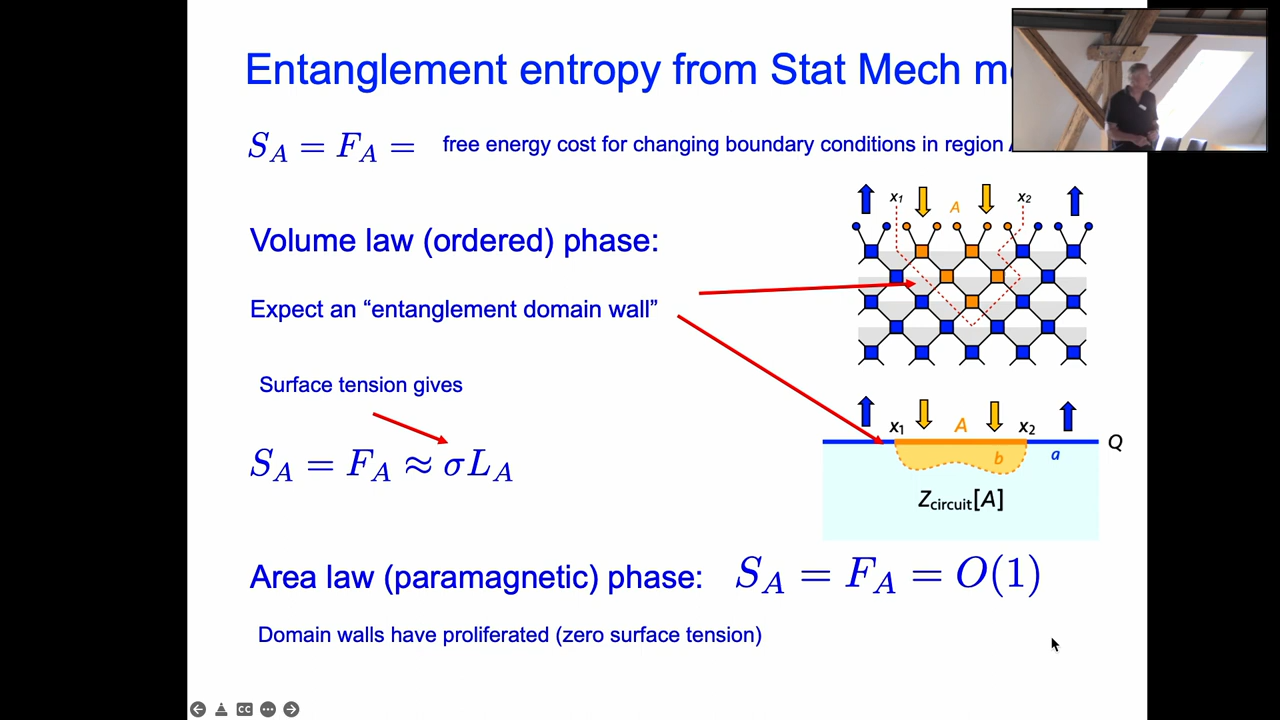 Entanglement entropy from Stat Mech
S_A = F_A = free energy cost for changing boundary conditions in region
x₁ A x₂
Volume law (ordered) phase:
Expect an “entanglement domain wall”
Surface tension gives
x₁ A x₂
Q
b a
S_A = F_A ≈ σL_A
Z_circuit[A]
Area law (paramagnetic) phase: S_A = F_A = O(1)
Domain walls have proliferated (zero surface tension)
CC